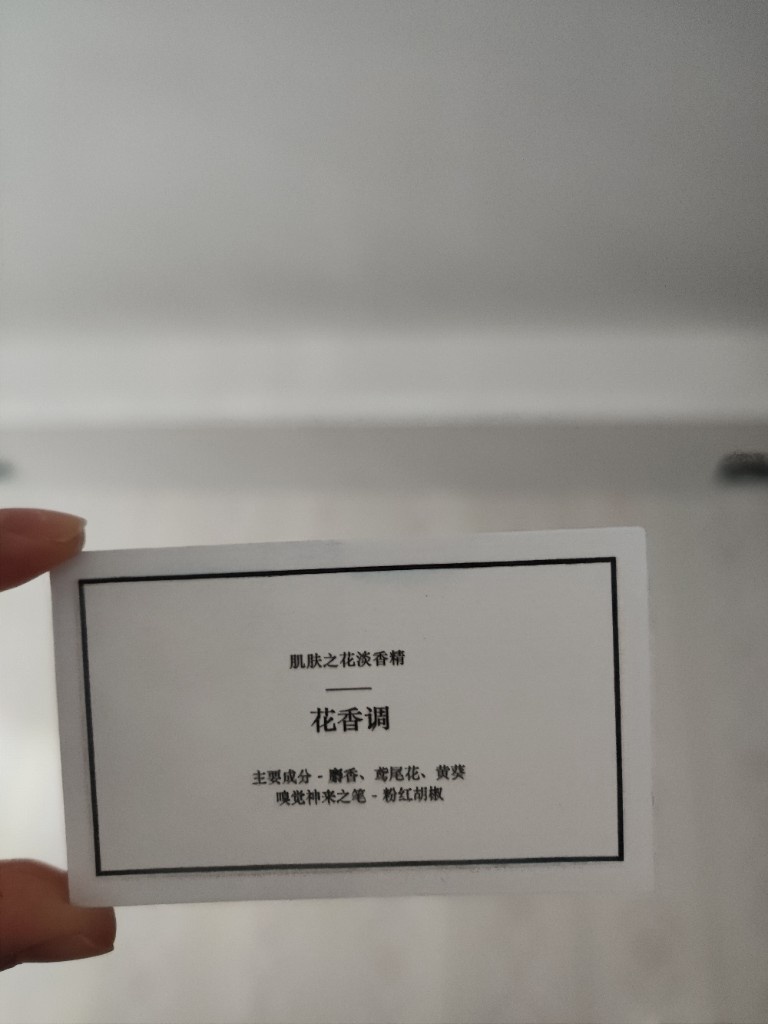 肌肤之花淡香精
花香调
主要成分 - 麝香、鸢尾花、黄葵
嗅觉神来之笔 - 粉红胡椒